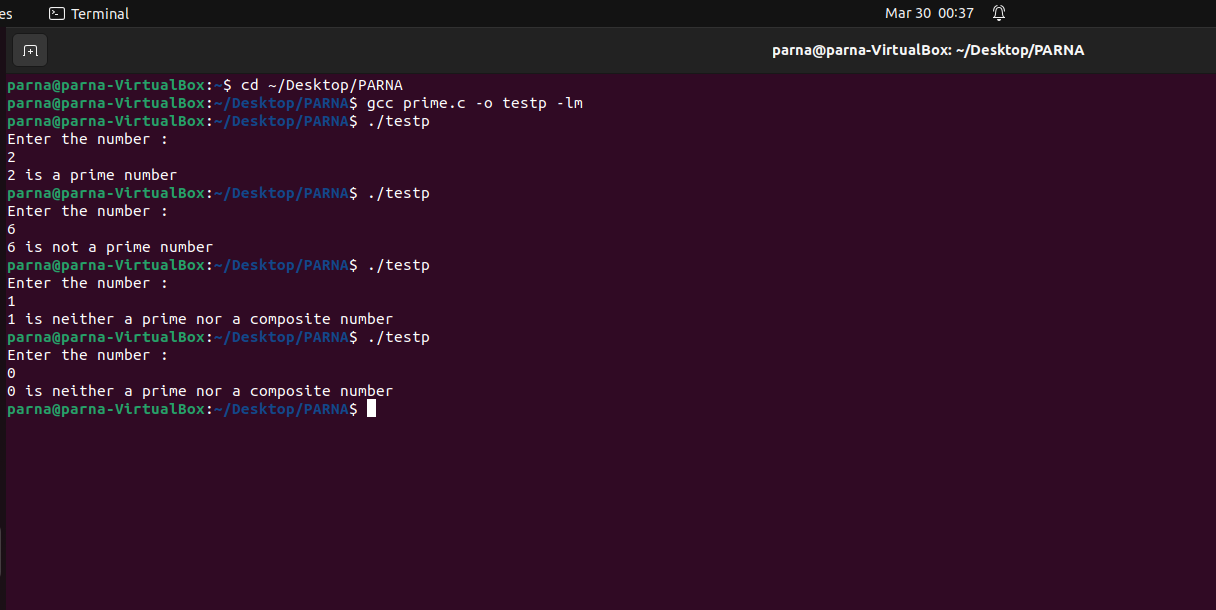 es Terminal Mar 30 00:37
parna@parna-VirtualBox: ~/Desktop/PARNA
parna@parna-VirtualBox:~$ cd ~/Desktop/PARNA
parna@parna-VirtualBox:~/Desktop/PARNA$ gcc prime.c -o testp -lm
parna@parna-VirtualBox:~/Desktop/PARNA$ ./testp
Enter the number :
2
2 is a prime number
parna@parna-VirtualBox:~/Desktop/PARNA$ ./testp
Enter the number :
6
6 is not a prime number
parna@parna-VirtualBox:~/Desktop/PARNA$ ./testp
Enter the number :
1
1 is neither a prime nor a composite number
parna@parna-VirtualBox:~/Desktop/PARNA$ ./testp
Enter the number :
0
0 is neither a prime nor a composite number
parna@parna-VirtualBox:~/Desktop/PARNA$